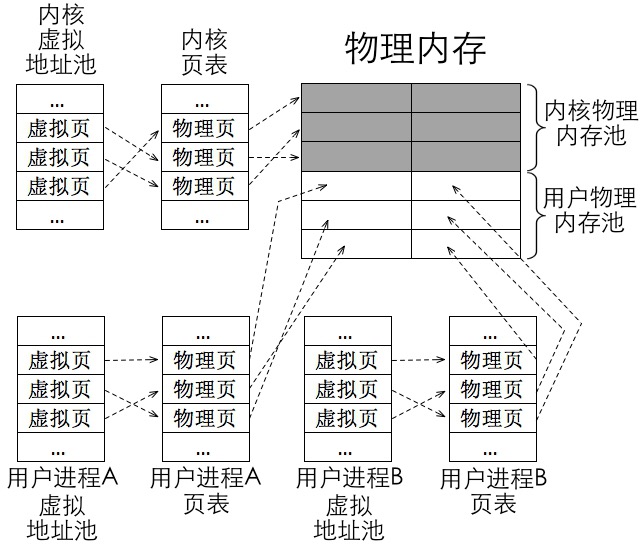 内核
虚拟
地址池
...
虚拟页
虚拟页
虚拟页
...
内核
页表
...
物理页
物理页
物理页
...
物理内存
内核物理
内存池
用户物理
内存池
...
虚拟页
虚拟页
虚拟页
...
用户进程A
虚拟
地址池
...
物理页
物理页
物理页
...
用户进程A
页表
...
虚拟页
虚拟页
虚拟页
...
用户进程B
虚拟
地址池
...
物理页
物理页
物理页
...
用户进程B
页表